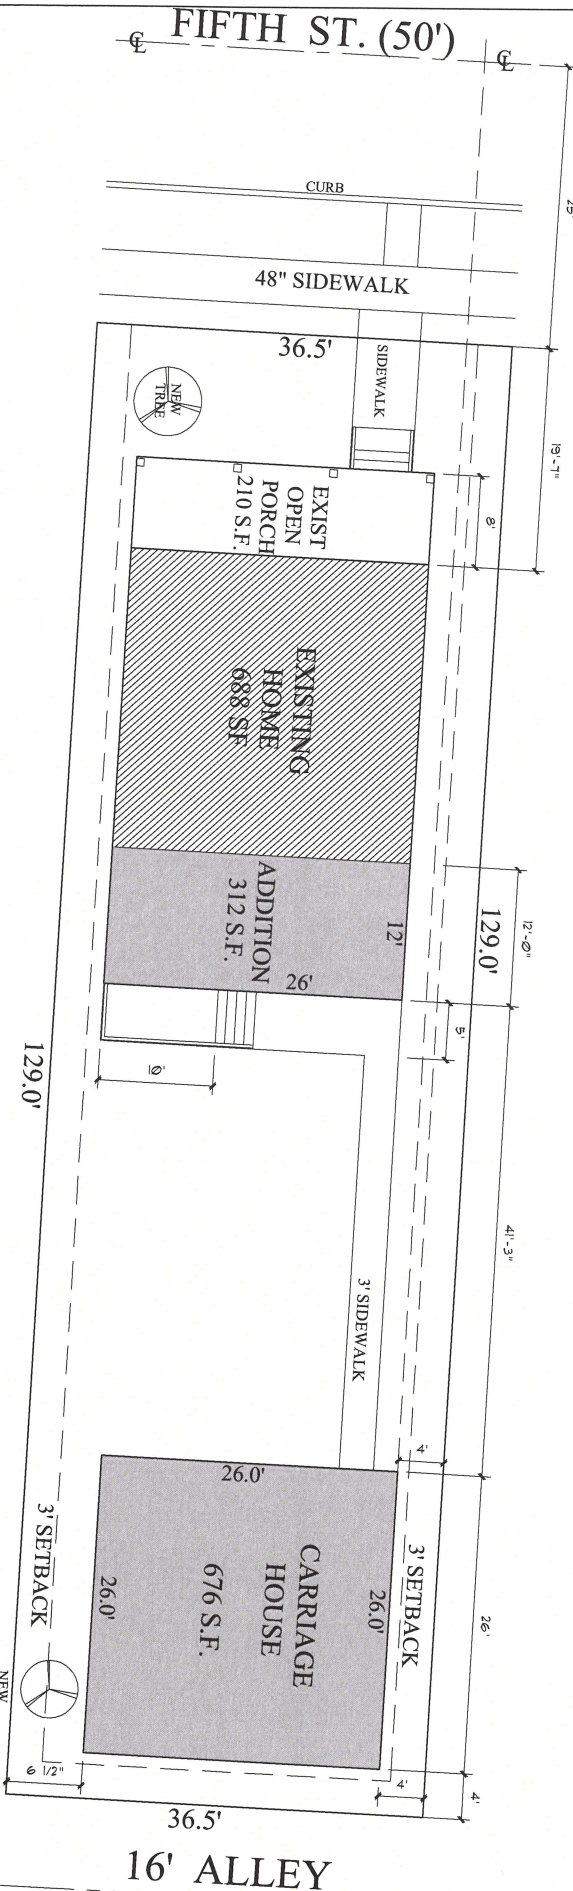 FIFTH ST. (50')
℄
℄
CURB
25'
48" SIDEWALK
36.5'
SIDEWALK
NEW
TREE
19'-7"
8'
EXIST
OPEN
PORCH
210 S.F.
EXISTING
HOME
688 SF
ADDITION
312 S.F.
12'
26'
129.0'
12'-0"
5'
10'
129.0'
41'-3"
3' SIDEWALK
4'
26.0'
CARRIAGE
HOUSE
676 S.F.
26.0'
26.0'
3' SETBACK
3' SETBACK
26'
NEW
6 1/2"
4'
4'
36.5'
16' ALLEY